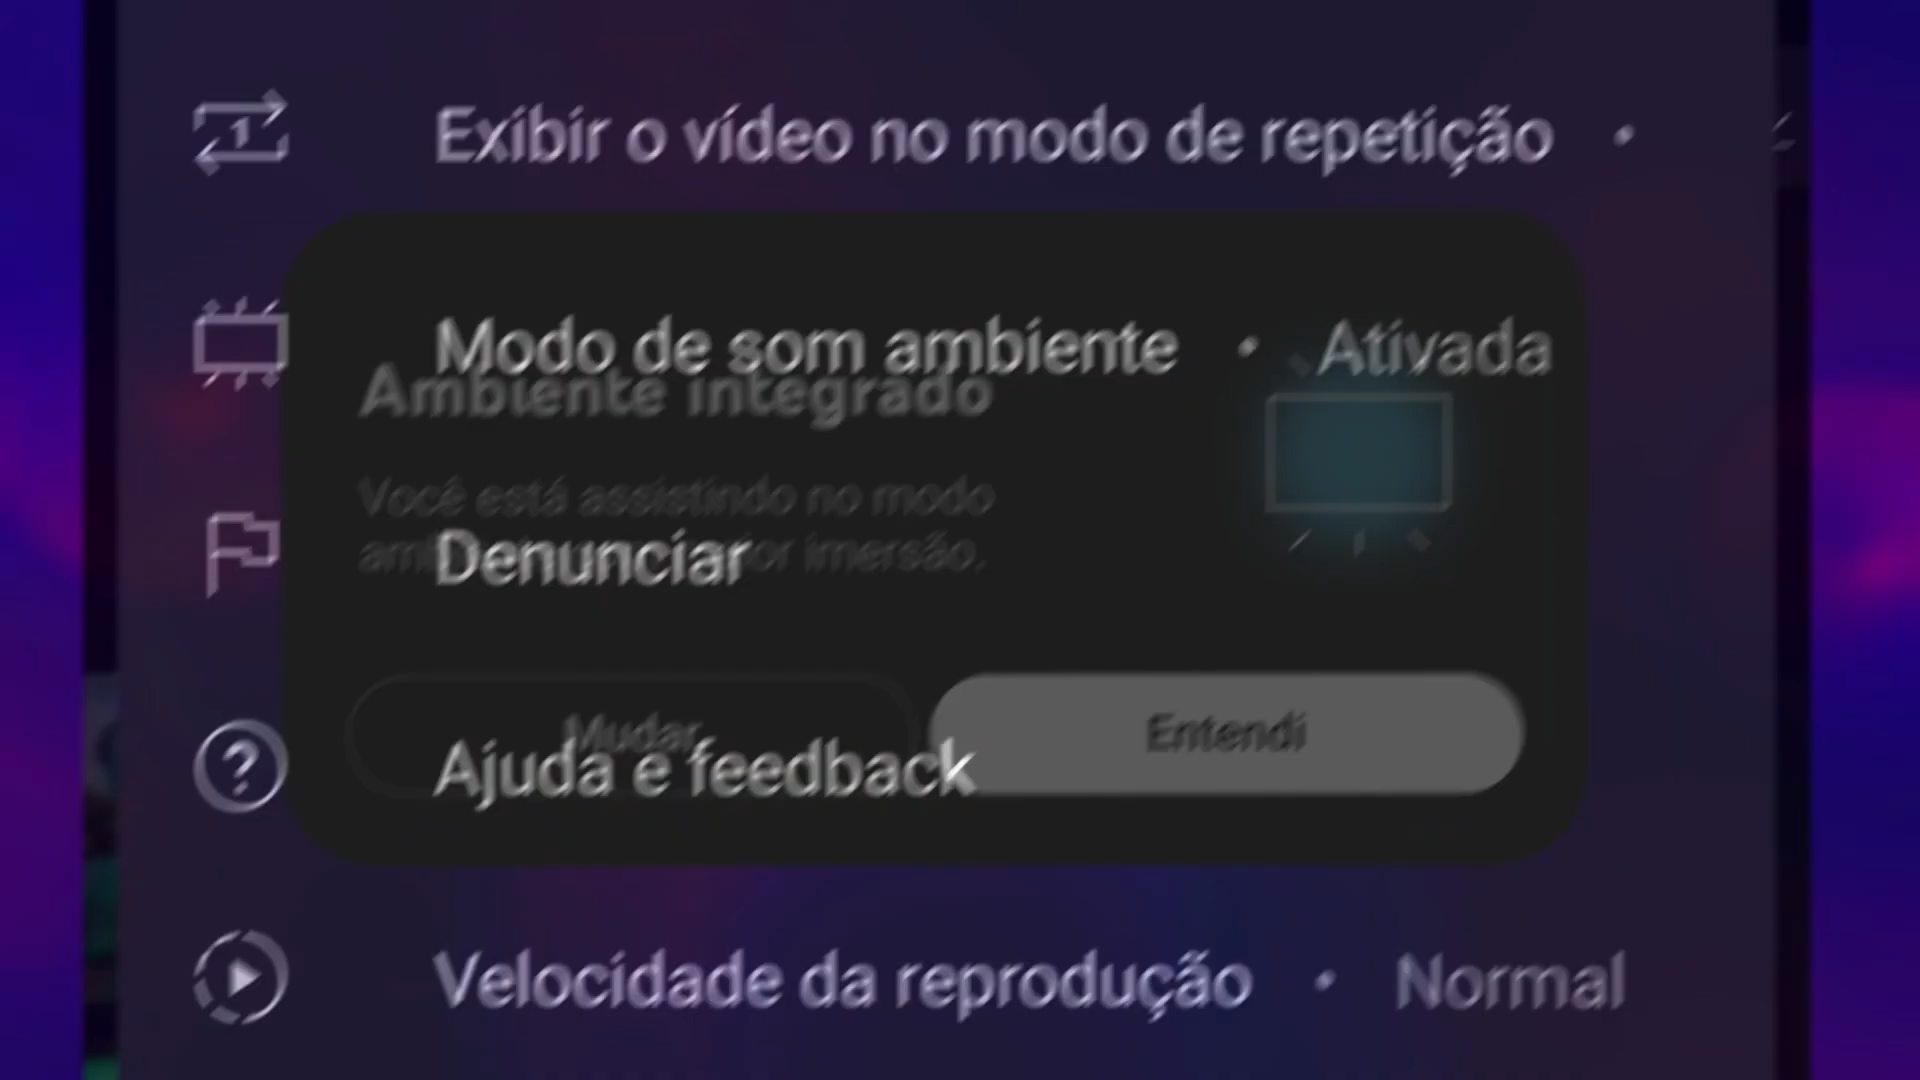 Exibir o vídeo no modo de repetição •
Modo de som ambiente • Ativada
Ambiente integrado
Você está assistindo no modo
imersão.
Denunciar
Mudar
Entendi
Ajuda e feedback
Velocidade da reprodução • Normal